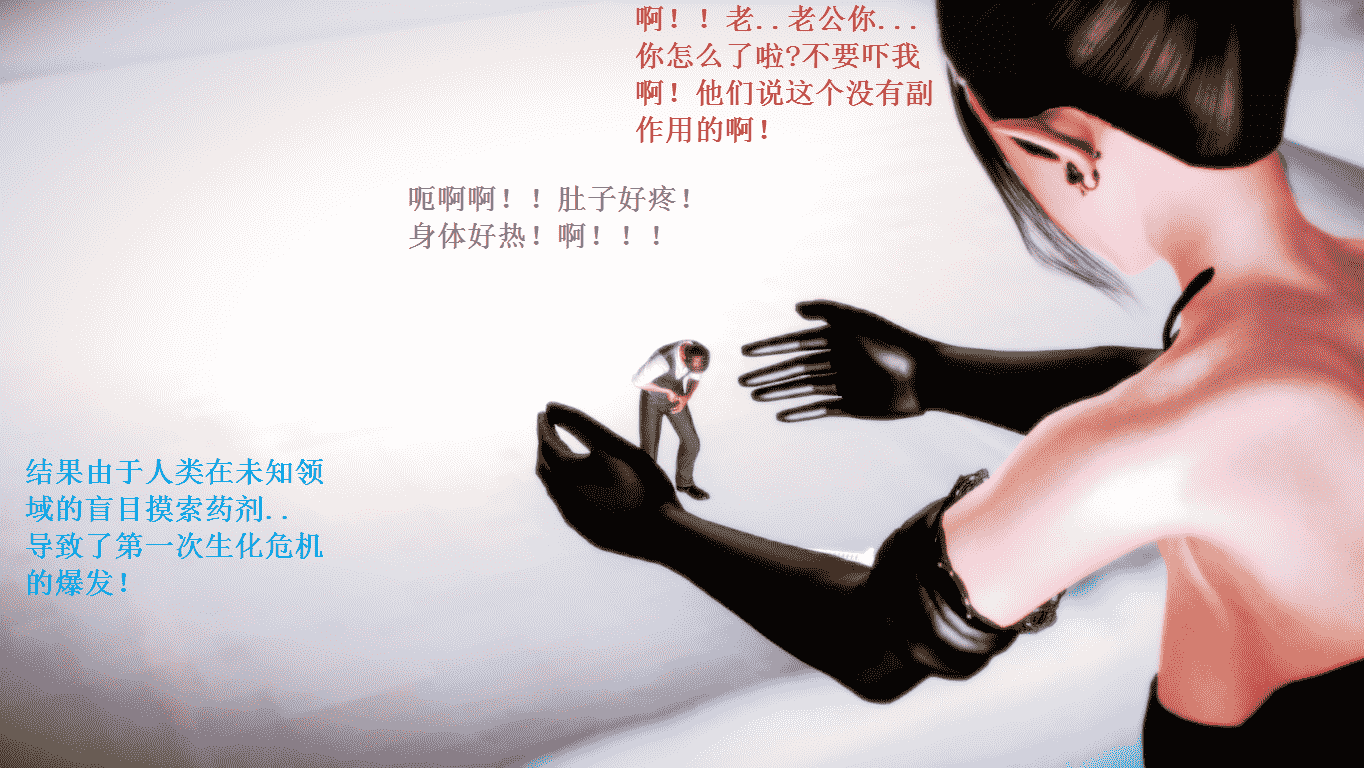 啊！！老..老公你...
你怎么了啦?不要吓我
啊！他们说这个没有副
作用的啊！
呃啊啊！！肚子好疼！
身体好热！啊！！！
结果由于人类在未知领
域的盲目摸索药剂..
导致了第一次生化危机
的爆发！